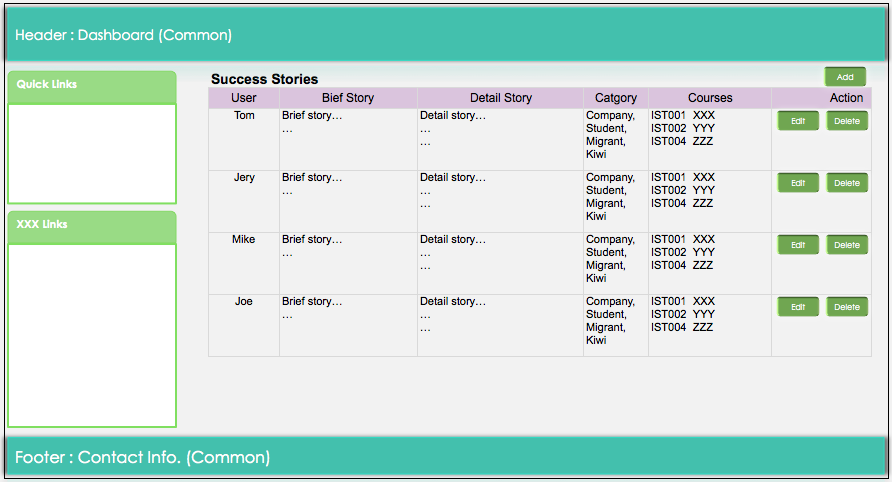 Header : Dashboard (Common)
Quick Links
XXX Links
Success Stories
Add
User Bief Story Detail Story Catgory Courses Action
Tom Brief story… Detail story… Company, IST001 XXX Edit Delete
… … Student, IST002 YYY
… Migrant, IST004 ZZZ
Kiwi
Jery Brief story… Detail story… Company, IST001 XXX Edit Delete
… … Student, IST002 YYY
… Migrant, IST004 ZZZ
Kiwi
Mike Brief story… Detail story… Company, IST001 XXX Edit Delete
… … Student, IST002 YYY
… Migrant, IST004 ZZZ
Kiwi
Joe Brief story… Detail story… Company, IST001 XXX Edit Delete
… … Student, IST002 YYY
… Migrant, IST004 ZZZ
Kiwi
Footer : Contact Info. (Common)